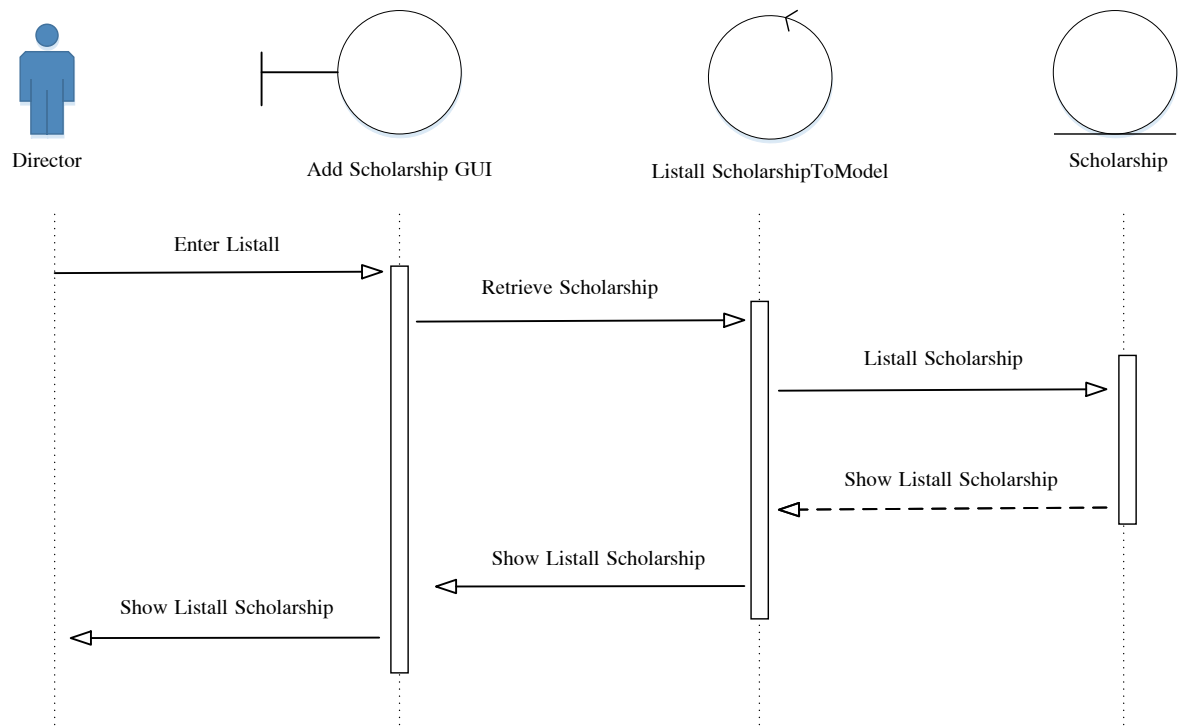 Director
Add Scholarship GUI
Listall ScholarshipToModel
Scholarship
Enter Listall
Retrieve Scholarship
Listall Scholarship
Show Listall Scholarship
Show Listall Scholarship
Show Listall Scholarship